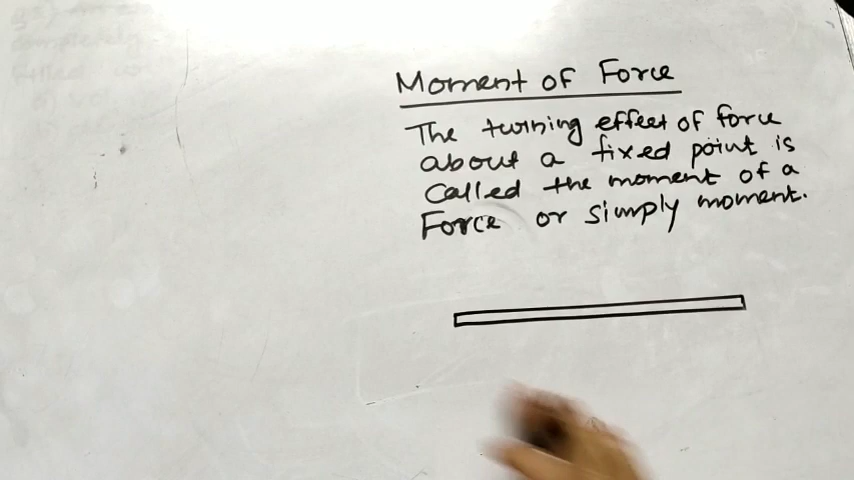 Moment of Force
The turning effect of force
about a fixed point is
called the moment of a
Force or simply moment.